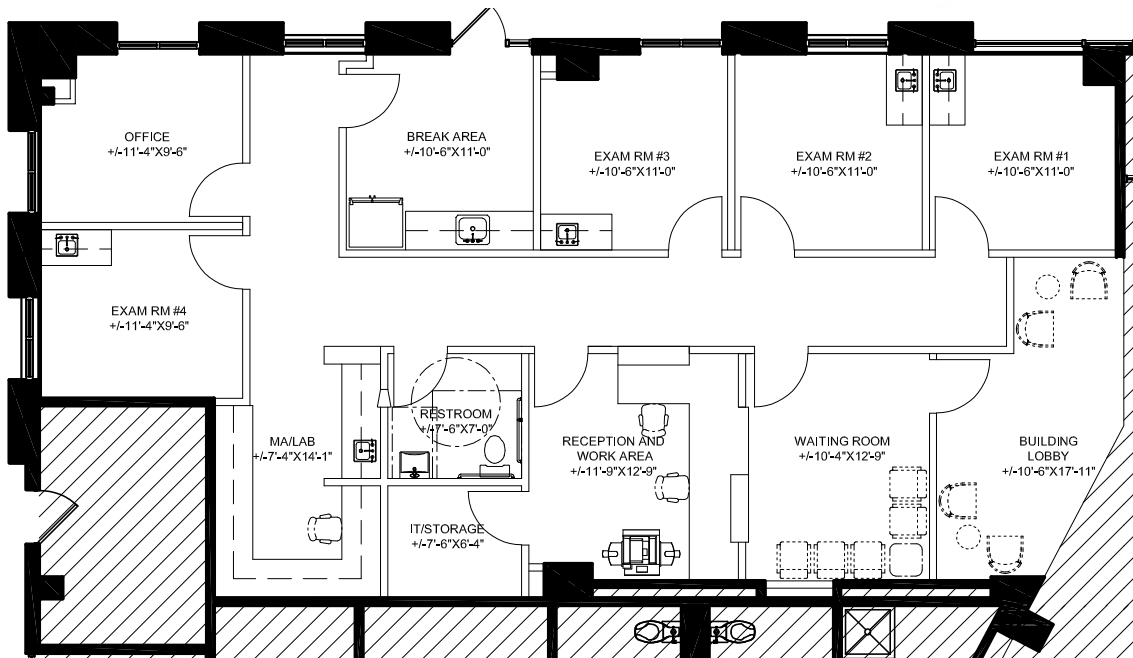 OFFICE
+/-11'-4"X9'-6"
BREAK AREA
+/-10'-6"X11'-0"
EXAM RM #3
+/-10'-6"X11'-0"
EXAM RM #2
+/-10'-6"X11'-0"
EXAM RM #1
+/-10'-6"X11'-0"
EXAM RM #4
+/-11'-4"X9'-6"
MA/LAB
+/-7'-4"X14'-1"
RESTROOM
+/-7'-6"X7'-0"
RECEPTION AND
WORK AREA
+/-11'-9"X12'-9"
WAITING ROOM
+/-10'-4"X12'-9"
BUILDING
LOBBY
+/-10'-6"X17'-11"
IT/STORAGE
+/-7'-6"X6'-4"